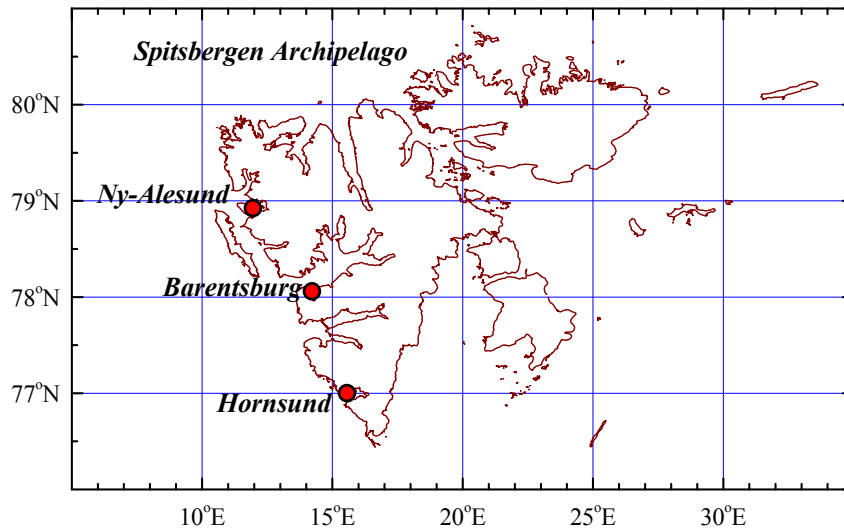 Spitsbergen Archipelago
80°N
79°N
Ny-Alesund
Barentsburg
78°N
77°N
Hornsund
10°E 15°E 20°E 25°E 30°E